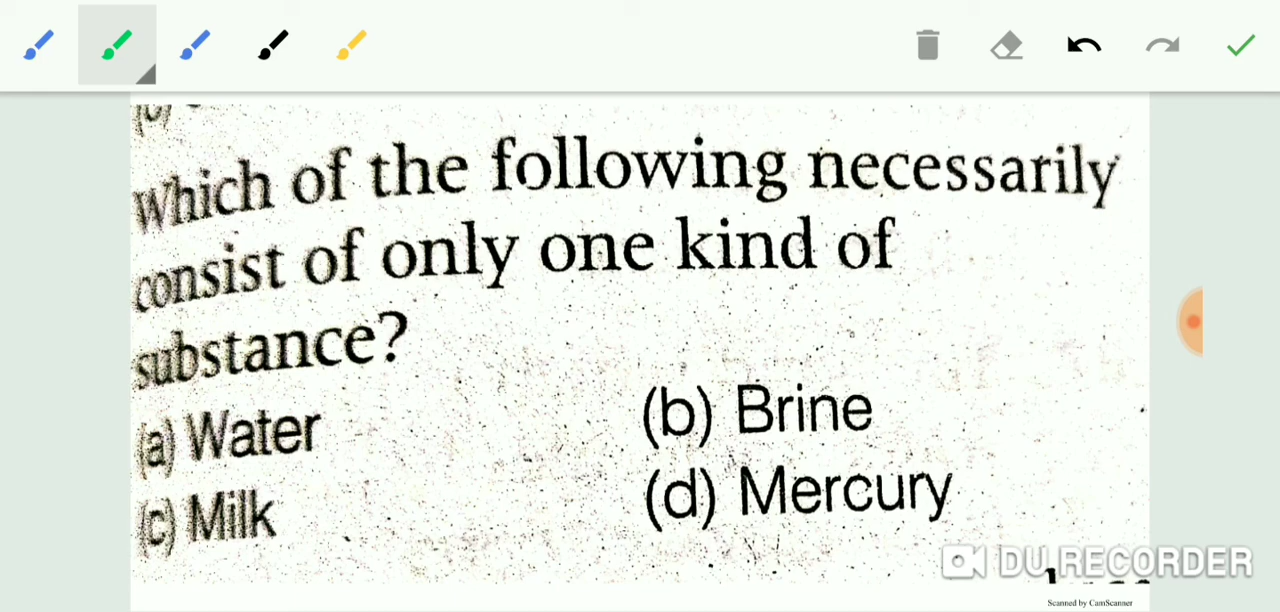 which of the following necessarily
consist of only one kind of
substance?
(a) Water
(b) Brine
(c) Milk
(d) Mercury
DU RECORDER
Scanned by CamScanner